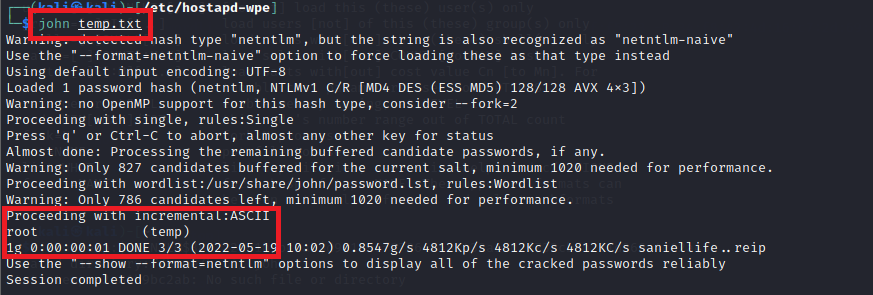 ┌──(kali㉿kali)-[/etc/hostapd-wpe]
└─$ john temp.txt
Warning: detected hash type "netntlm", but the string is also recognized as "netntlm-naive"
Use the "--format=netntlm-naive" option to force loading these as that type instead
Using default input encoding: UTF-8
Loaded 1 password hash (netntlm, NTLMv1 C/R [MD4 DES (ESS MD5) 128/128 AVX 4×3])
Warning: no OpenMP support for this hash type, consider --fork=2
Proceeding with single, rules:Single
Press 'q' or Ctrl-C to abort, almost any other key for status
Almost done: Processing the remaining buffered candidate passwords, if any.
Warning: Only 827 candidates buffered for the current salt, minimum 1020 needed for performance.
Proceeding with wordlist:/usr/share/john/password.lst, rules:Wordlist
Warning: Only 786 candidates left, minimum 1020 needed for performance.
Proceeding with incremental:ASCII
root             (temp)
1g 0:00:00:01 DONE 3/3 (2022-05-19 10:02) 0.8547g/s 4812Kp/s 4812Kc/s 4812KC/s saniellife..reip
Use the "--show --format=netntlm" options to display all of the cracked passwords reliably
Session completed